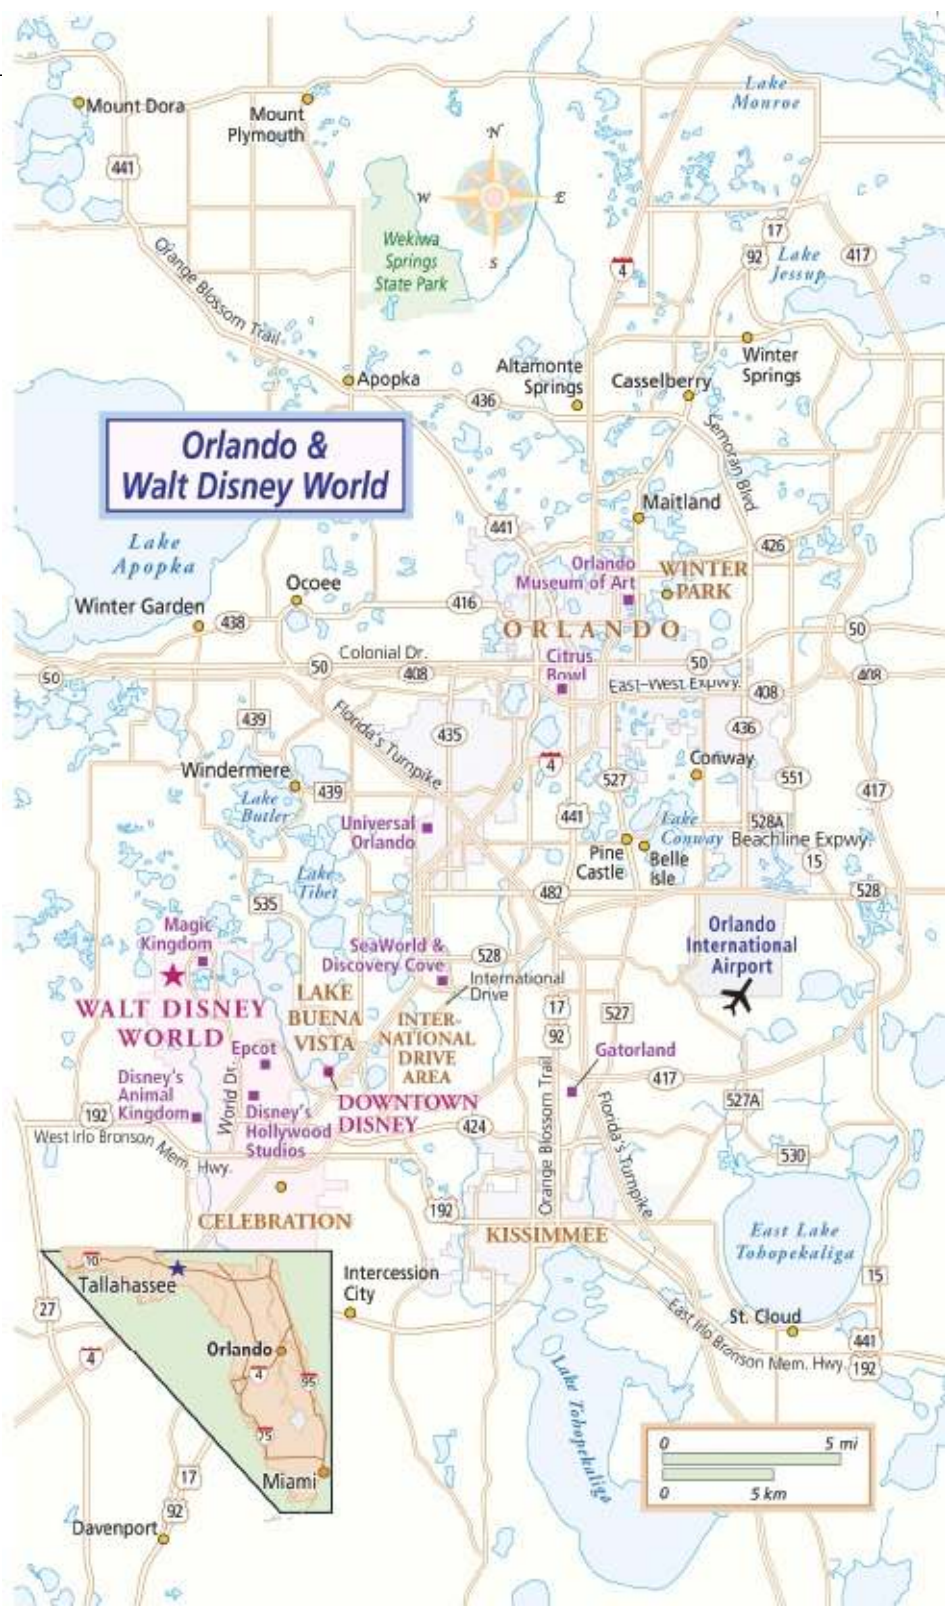 Lake
Monroe
Mount Dora
Mount
Plymouth
441
N
W
E
S
Wekiwa
Springs
State Park
17
92
Lake
Jessup
417
4
Orange Blossom Trail
Altamonte
Springs
Winter
Springs
Casselberry
Apopka
436
Semoran Blvd
Orlando &
Walt Disney World
Maitland
441
426
Lake
Apopka
Orlando
Museum of Art
WINTER
PARK
Ocoee
Winter Garden
438
416
ORLANDO
50
Colonial Dr.
Citrus
Bowl
50
50
50
408
East-West Expwy.
408
408
439
Florida's Turnpike
435
436
Windermere
439
4
527
Conway
551
417
Lake
Butler
Universal
Orlando
441
Lake
Conway
528A
Beachline Expwy.
Pine
Castle
Belle
Isle
15
Lake
Tibet
482
528
535
Magic
Kingdom
SeaWorld &
Discovery Cove
528
International
Drive
Orlando
International
Airport
WALT DISNEY
WORLD
LAKE
BUENA
VISTA
INTER-
NATIONAL
DRIVE
AREA
17
92
527
Epcot
Gatorland
Disney's
Animal
Kingdom
World Dr.
Disney's
Hollywood
Studios
DOWNTOWN
DISNEY
417
527A
192
West Irlo Bronson Mem. Hwy.
424
Orange Blossom Trail
Florida's Turnpike
530
CELEBRATION
192
KISSIMMEE
East Lake
Tohopekaliga
10
Tallahassee
Intercession
City
15
27
St. Cloud
4
Orlando
4
95
East Irlo Bronson Mem. Hwy.
441
192
75
Miami
Lake Tohopekaliga
0
5 mi
0
5 km
17
92
Davenport